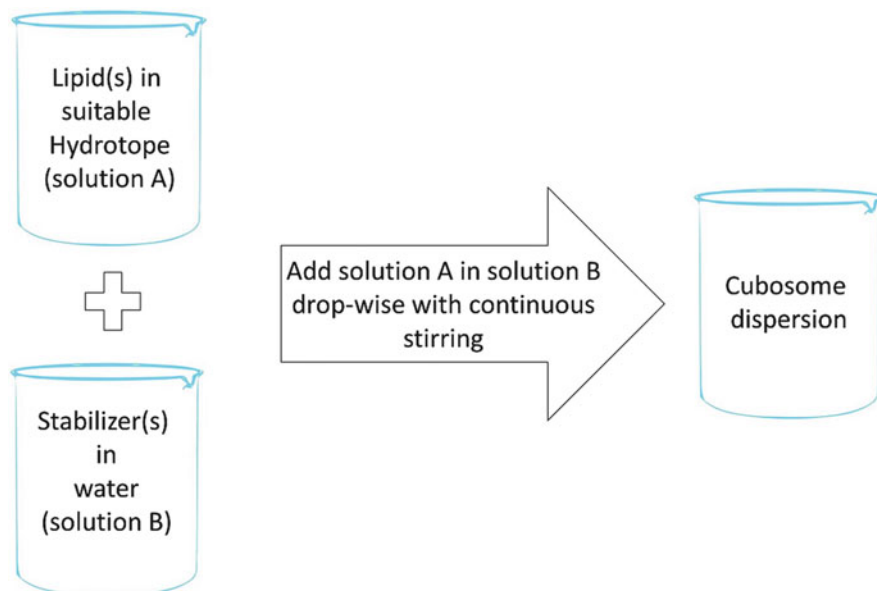 Lipid(s) in
suitable
Hydrotope
(solution A)
Stabilizer(s)
in
water
(solution B)
Add solution A in solution B
drop-wise with continuous
stirring
Cubosome
dispersion